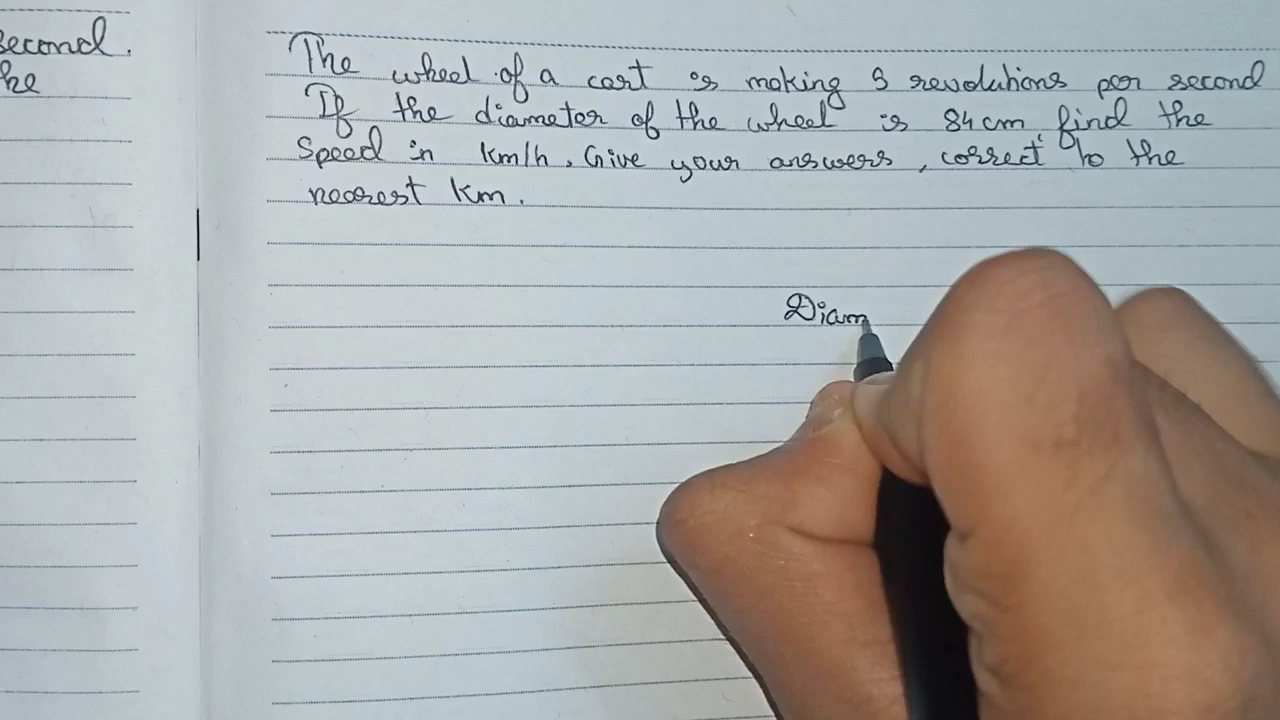 second.
he
The wheel of a cart is making 5 revolutions per second
If the diameter of the wheel is 84 cm, find the
Speed in km/h. Give your answers, correct to the
nearest km.
Diam